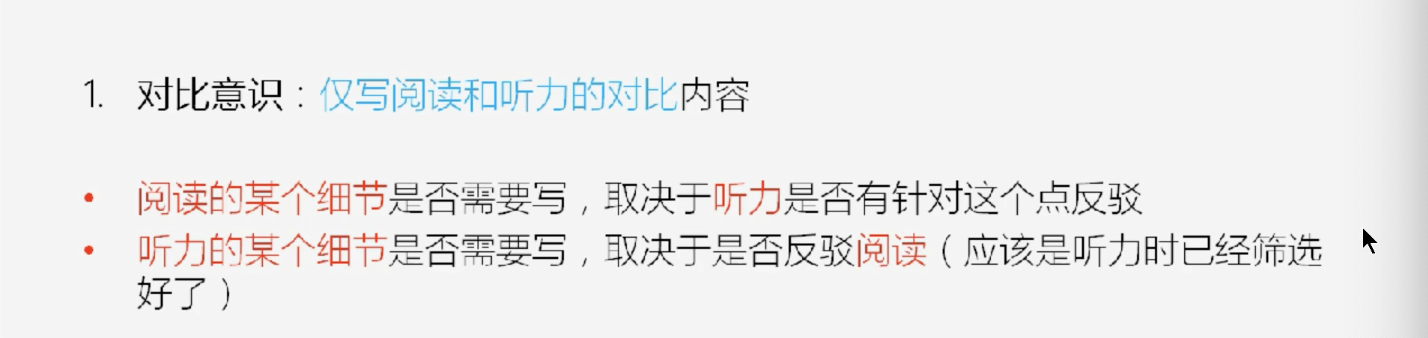 1. 对比意识：仅写阅读和听力的对比内容
• 阅读的某个细节是否需要写，取决于听力是否有针对这个点反驳
• 听力的某个细节是否需要写，取决于是否反驳阅读（应该是听力时已经筛选
好了）